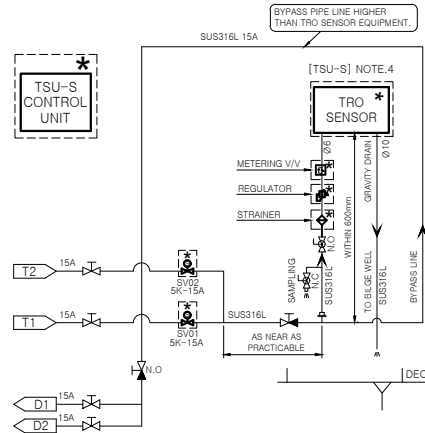 BYPASS PIPE LINE HIGHER
THAN TRO SENSOR EQUIPMENT.
SUS316L 15A
[TSU-S] NOTE.4
*
TSU-S
CONTROL
UNIT
TRO *
SENSOR
Ø6
Ø10
METERING V/V
*
REGULATOR
*
STRAINER
*
N.O
WITHIN 600mm
GRAVITY DRAIN
TO BILGE WELL
SUS316L
BYPASS LINE
SAMPLING
N.C
SUS316L
T2
15A
*
SV02
5K-15A
T1
15A
*
SV01
5K-15A
SUS316L
AS NEAR AS
PRACTICABLE
N.O
D1
15A
D2
15A
DEC